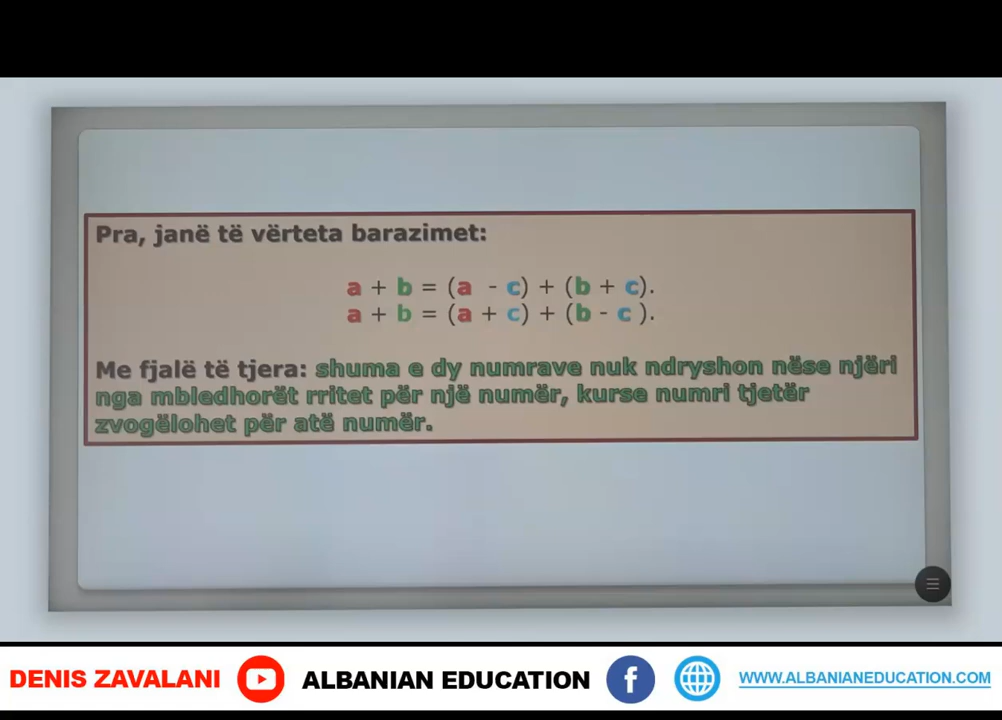 Pra, janë të vërteta barazimet:
a + b = (a - c) + (b + c).
a + b = (a + c) + (b - c ).
Me fjalë të tjera: shuma e dy numrave nuk ndryshon nëse njëri
nga mbledhorët rritet për një numër, kurse numri tjetër
zvogëlohet për atë numër.
DENIS ZAVALANI ALBANIAN EDUCATION f WWW.ALBANIANEDUCATION.COM